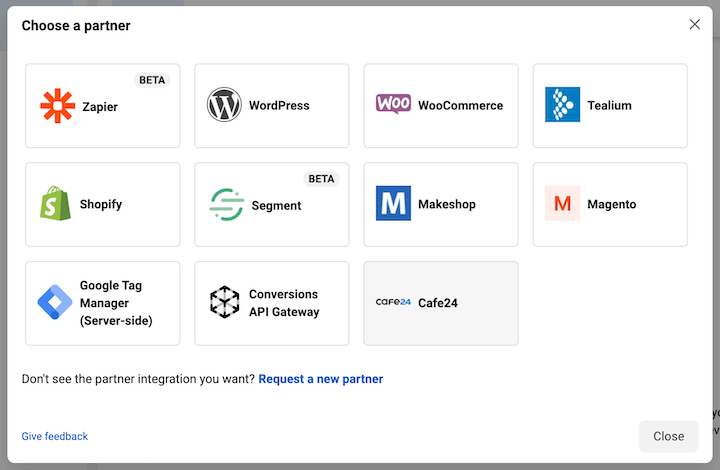 Choose a partner
BETA
Zapier
WordPress
WOO
WooCommerce
Tealium
Shopify
BETA
Segment
M
Makeshop
M
Magento
Google Tag
Manager
(Server-side)
Conversions
API Gateway
cafe24
Cafe24
Don't see the partner integration you want? Request a new partner
Give feedback
Close